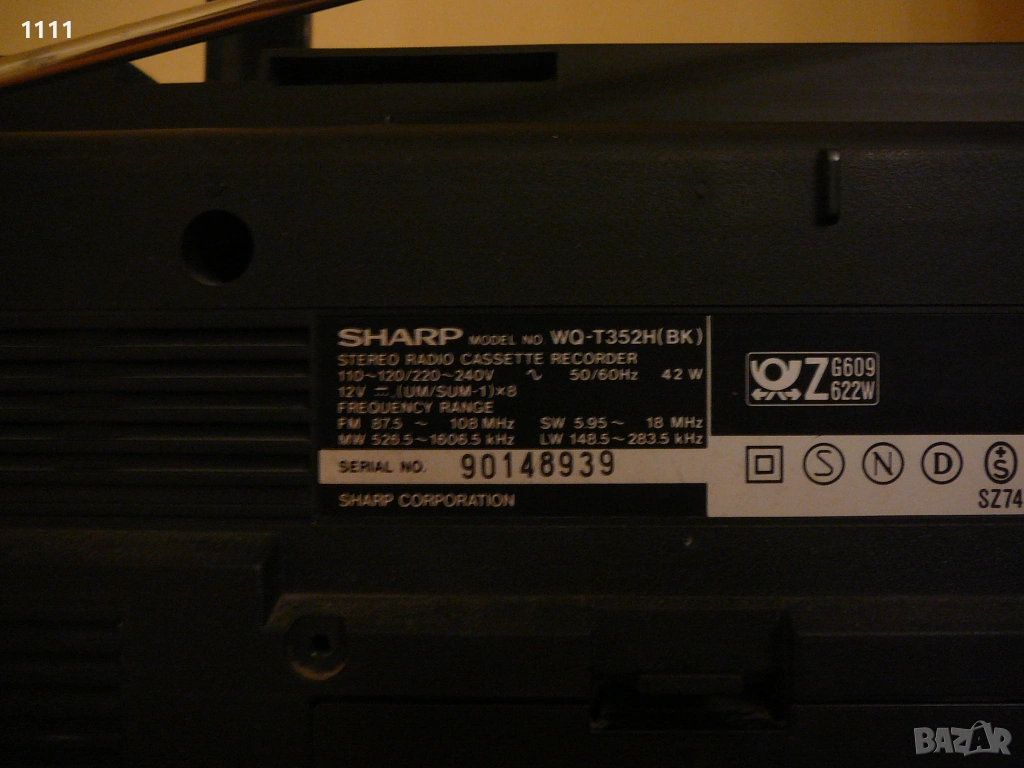 1111
SHARP MODEL NO WQ-T352H(BK)
STEREO RADIO CASSETTE RECORDER
110~120/220~240V ∿ 50/60Hz 42W
12V ⎓ (UM/SUM-1)×8
FREQUENCY RANGE
FM 87.5 ~ 108 MHz SW 5.95 ~ 18 MHz
MW 526.5~1606.5 kHz LW 148.5~283.5 kHz
SERIAL NO. 90148939
SHARP CORPORATION
Z G609
622W
S N D +S
SZ74
BAZAR